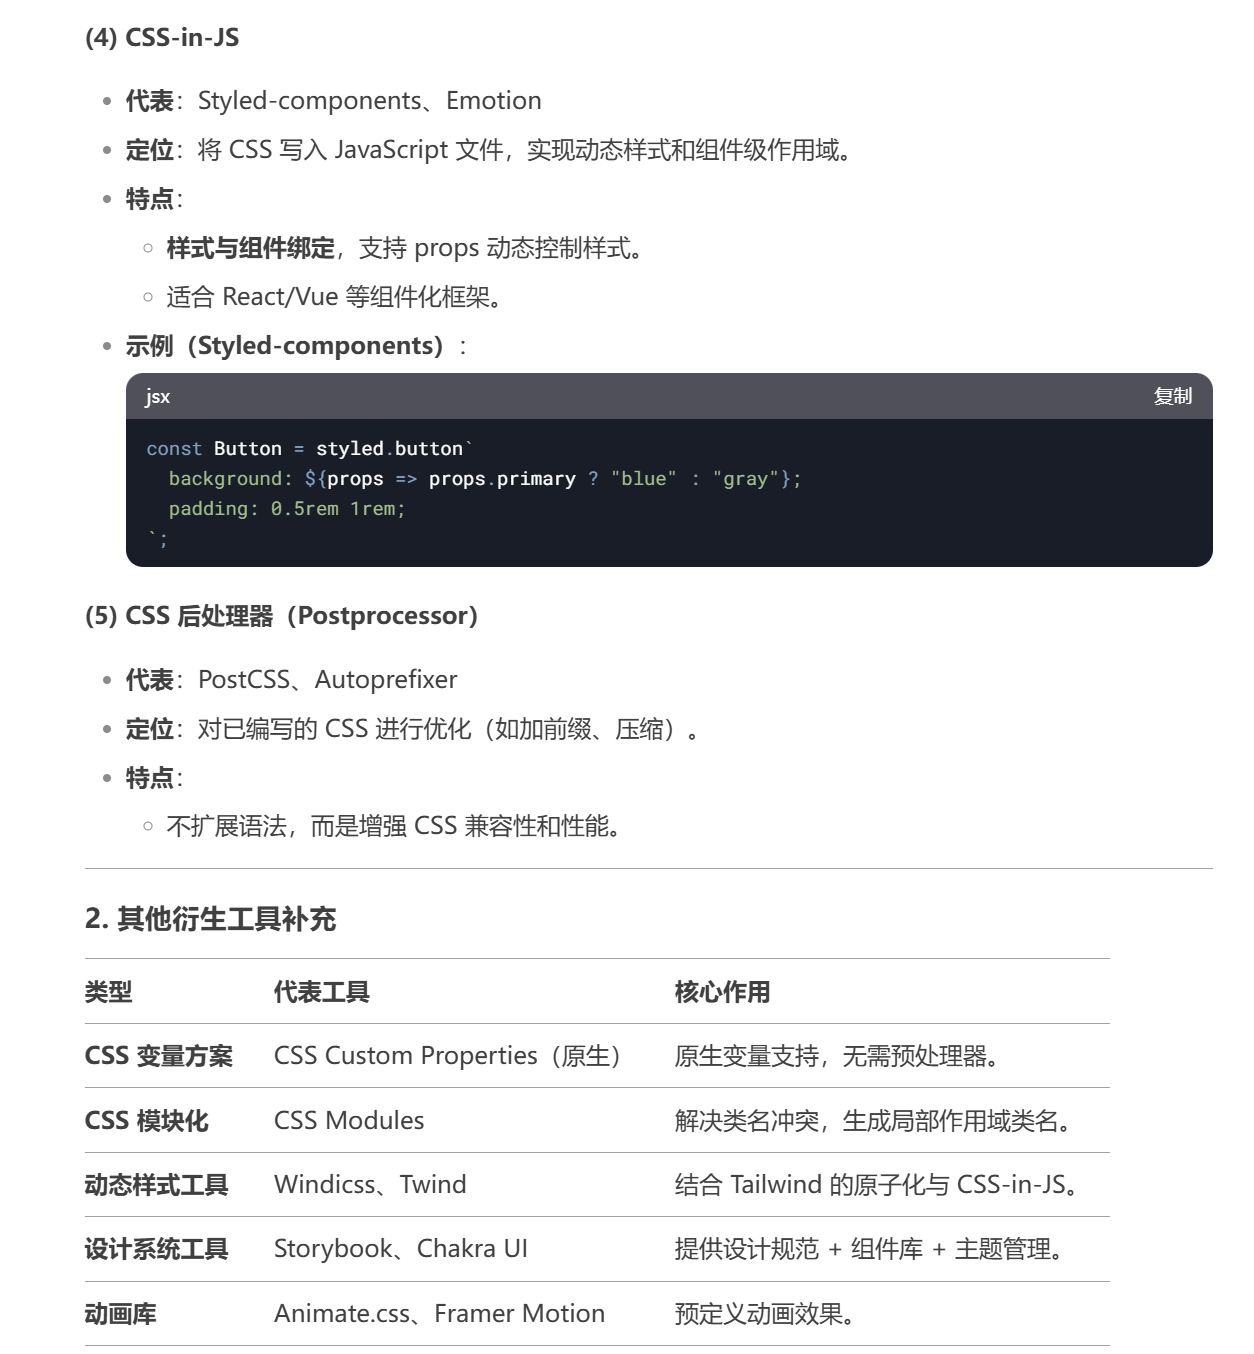 (4) CSS-in-JS
代表：Styled-components、Emotion
定位：将 CSS 写入 JavaScript 文件，实现动态样式和组件级作用域。
特点：
样式与组件绑定，支持 props 动态控制样式。
适合 React/Vue 等组件化框架。
示例（Styled-components）：
jsx 复制
const Button = styled.button`
  background: ${props => props.primary ? "blue" : "gray"};
  padding: 0.5rem 1rem;
`;
(5) CSS 后处理器（Postprocessor）
代表：PostCSS、Autoprefixer
定位：对已编写的 CSS 进行优化（如加前缀、压缩）。
特点：
不扩展语法，而是增强 CSS 兼容性和性能。
2. 其他衍生工具补充
类型 代表工具 核心作用
CSS 变量方案 CSS Custom Properties（原生） 原生变量支持，无需预处理器。
CSS 模块化 CSS Modules 解决类名冲突，生成局部作用域类名。
动态样式工具 Windicss、Twind 结合 Tailwind 的原子化与 CSS-in-JS。
设计系统工具 Storybook、Chakra UI 提供设计规范 + 组件库 + 主题管理。
动画库 Animate.css、Framer Motion 预定义动画效果。